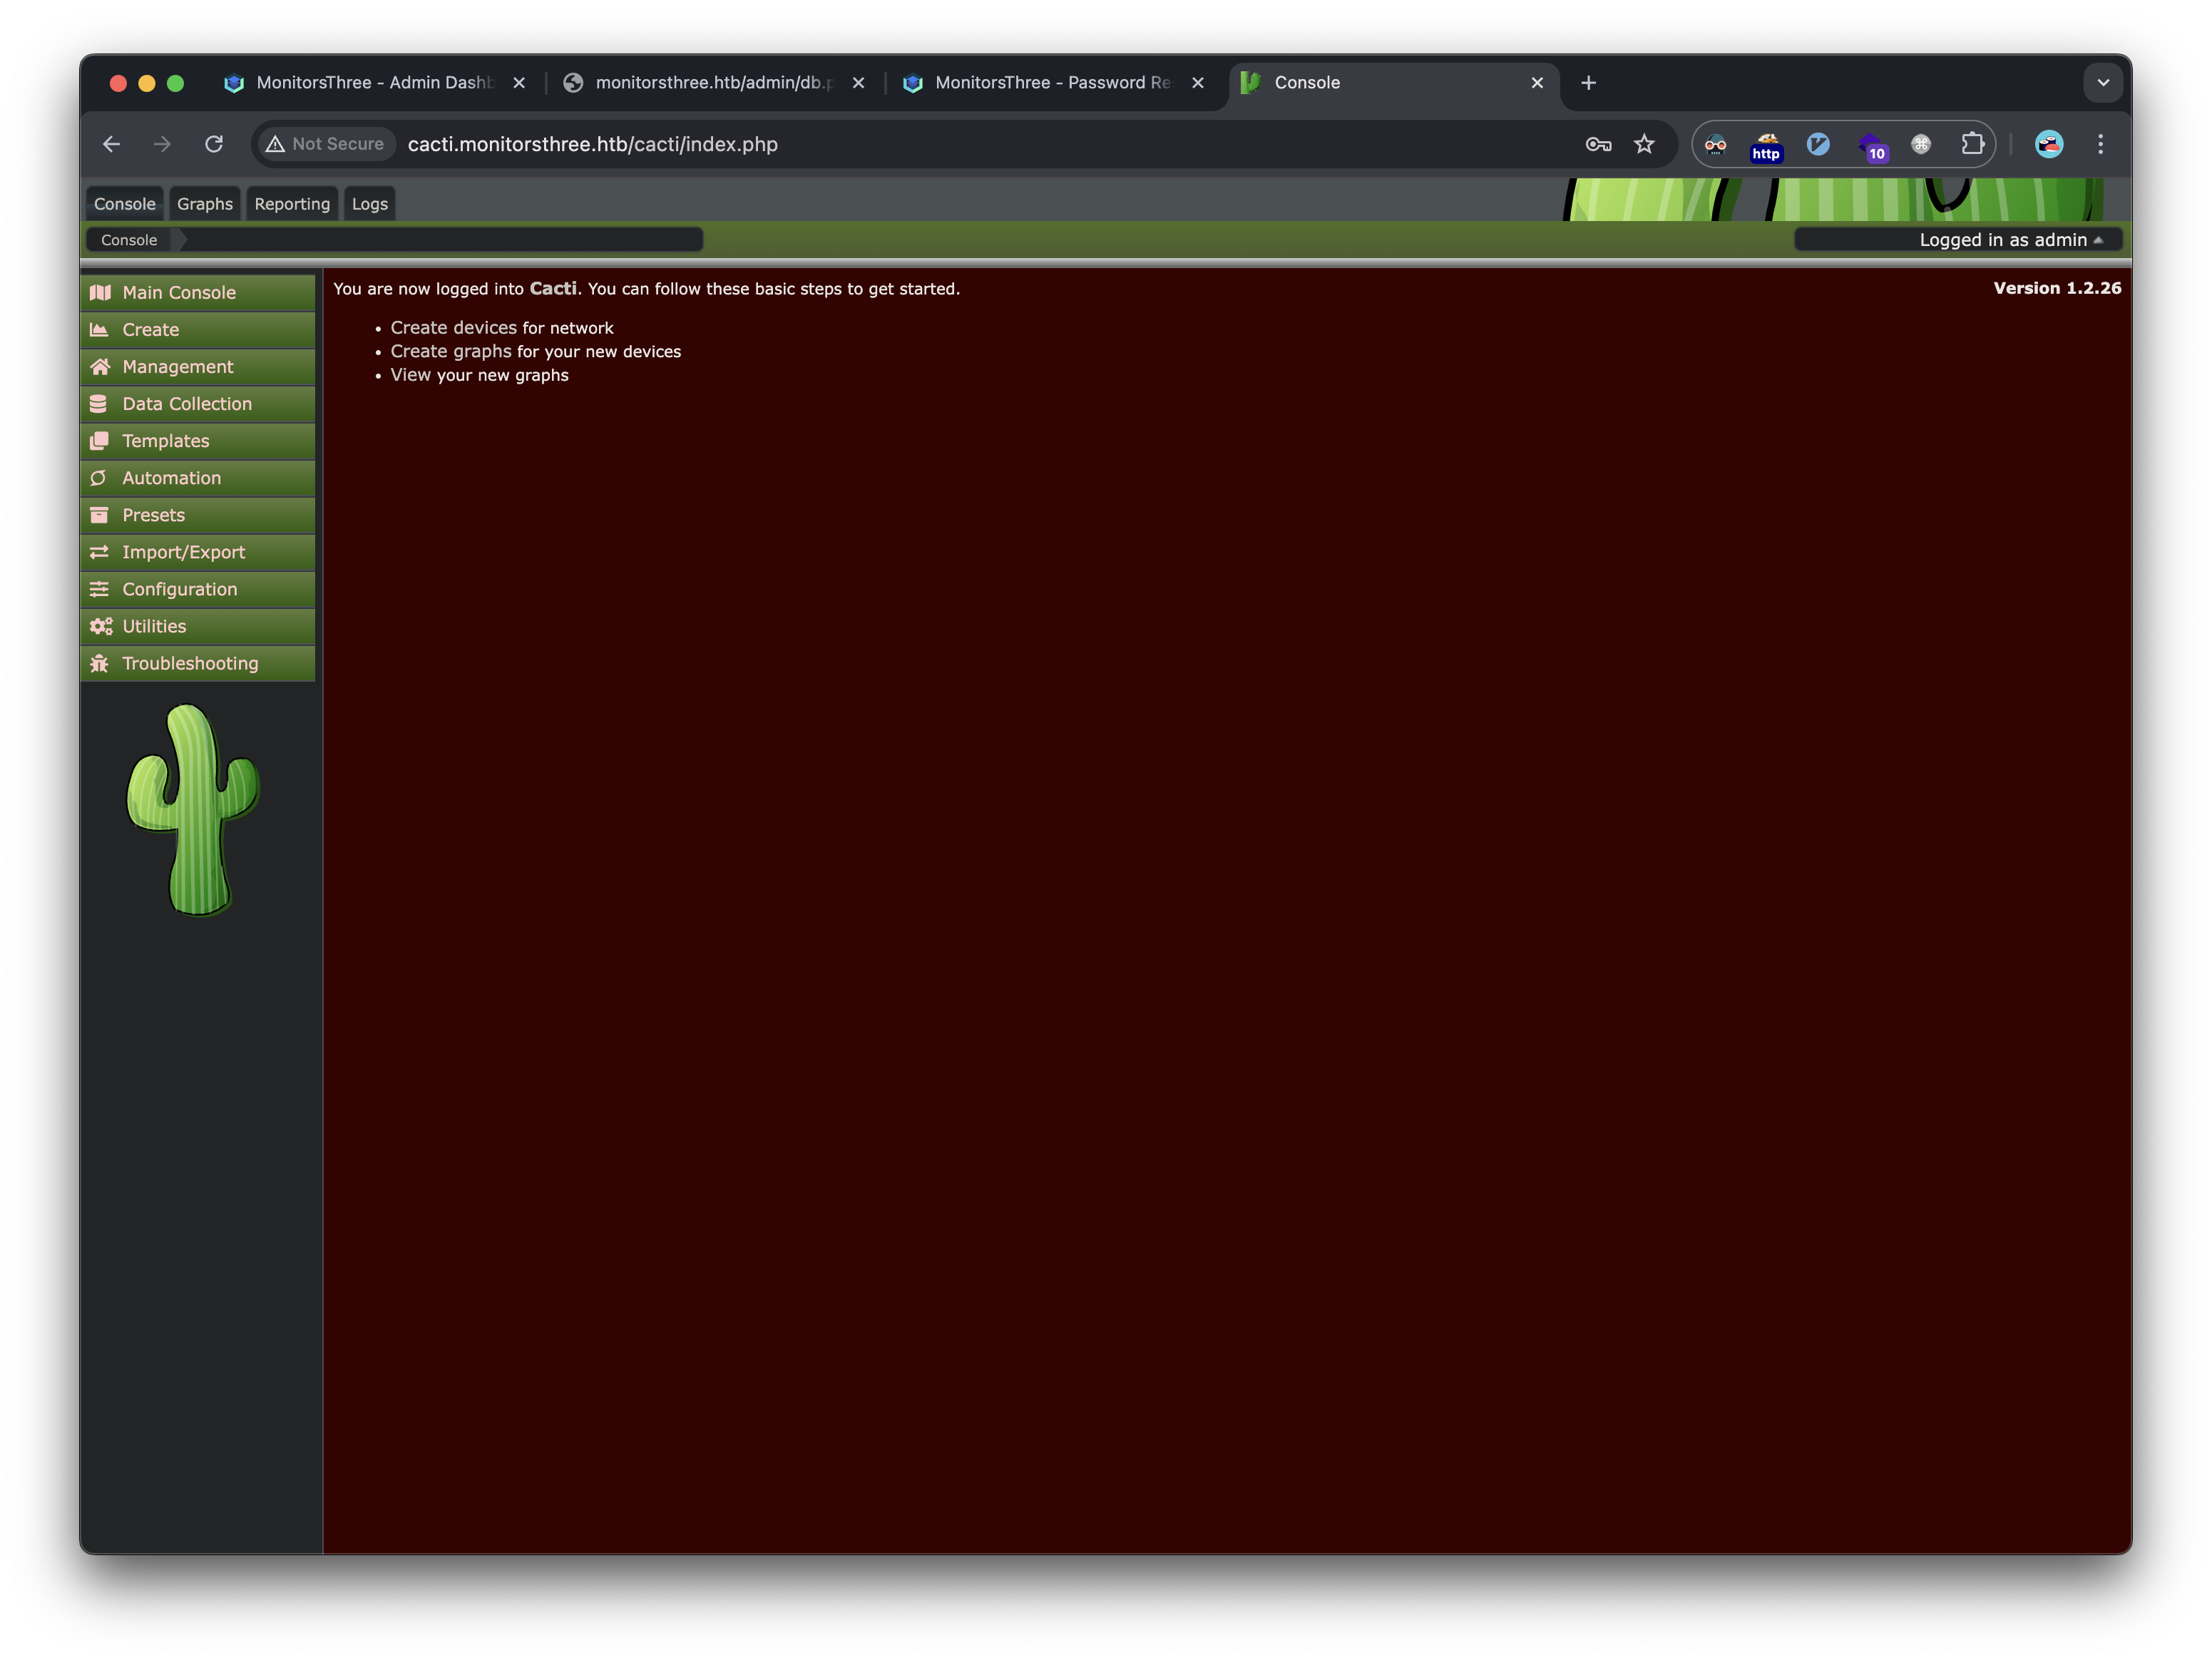 MonitorsThree - Admin Dashb
monitorsthree.htb/admin/db.p
MonitorsThree - Password Re
Console
Not Secure
cacti.monitorsthree.htb/cacti/index.php
http
10
Console
Graphs
Reporting
Logs
Console
Logged in as admin
Main Console
Create
Management
Data Collection
Templates
Automation
Presets
Import/Export
Configuration
Utilities
Troubleshooting
You are now logged into Cacti. You can follow these basic steps to get started.
Version 1.2.26
• Create devices for network
• Create graphs for your new devices
• View your new graphs